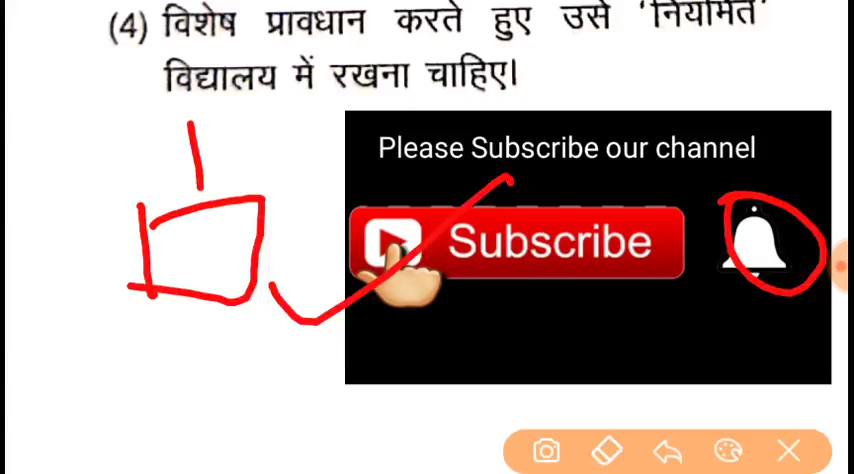 (4) विशेष प्रावधान करते हुए उसे 'नियमित'
विद्यालय में रखना चाहिए।
Please Subscribe our channel
Subscribe